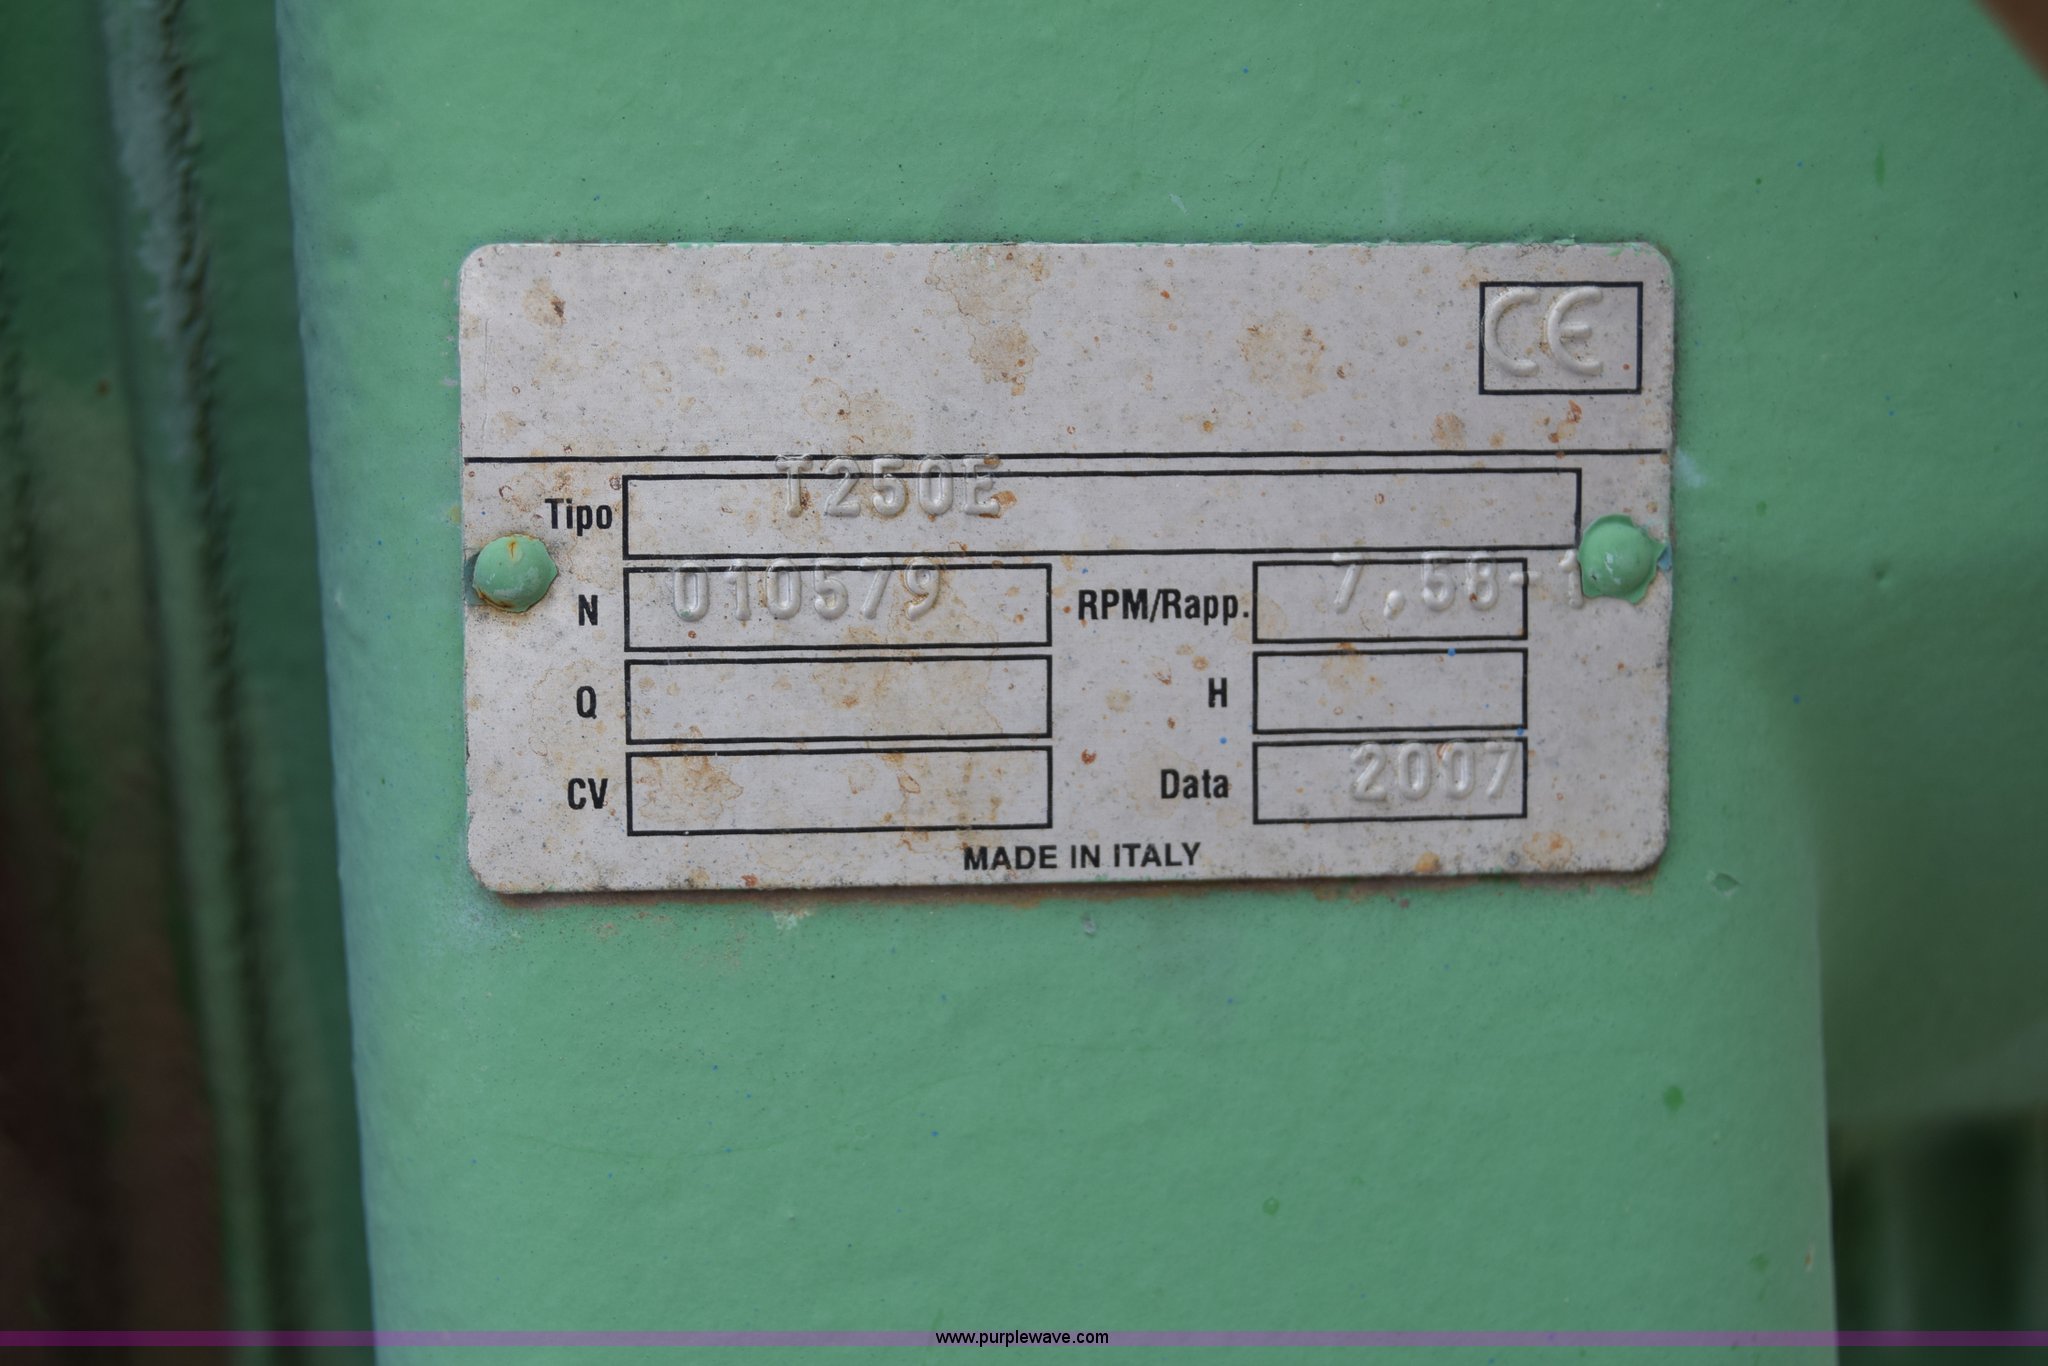 CE
Tipo T250E
N 010579 RPM/Rapp. 7,58-1
Q H
CV Data 2007
MADE IN ITALY
www.purplewave.com